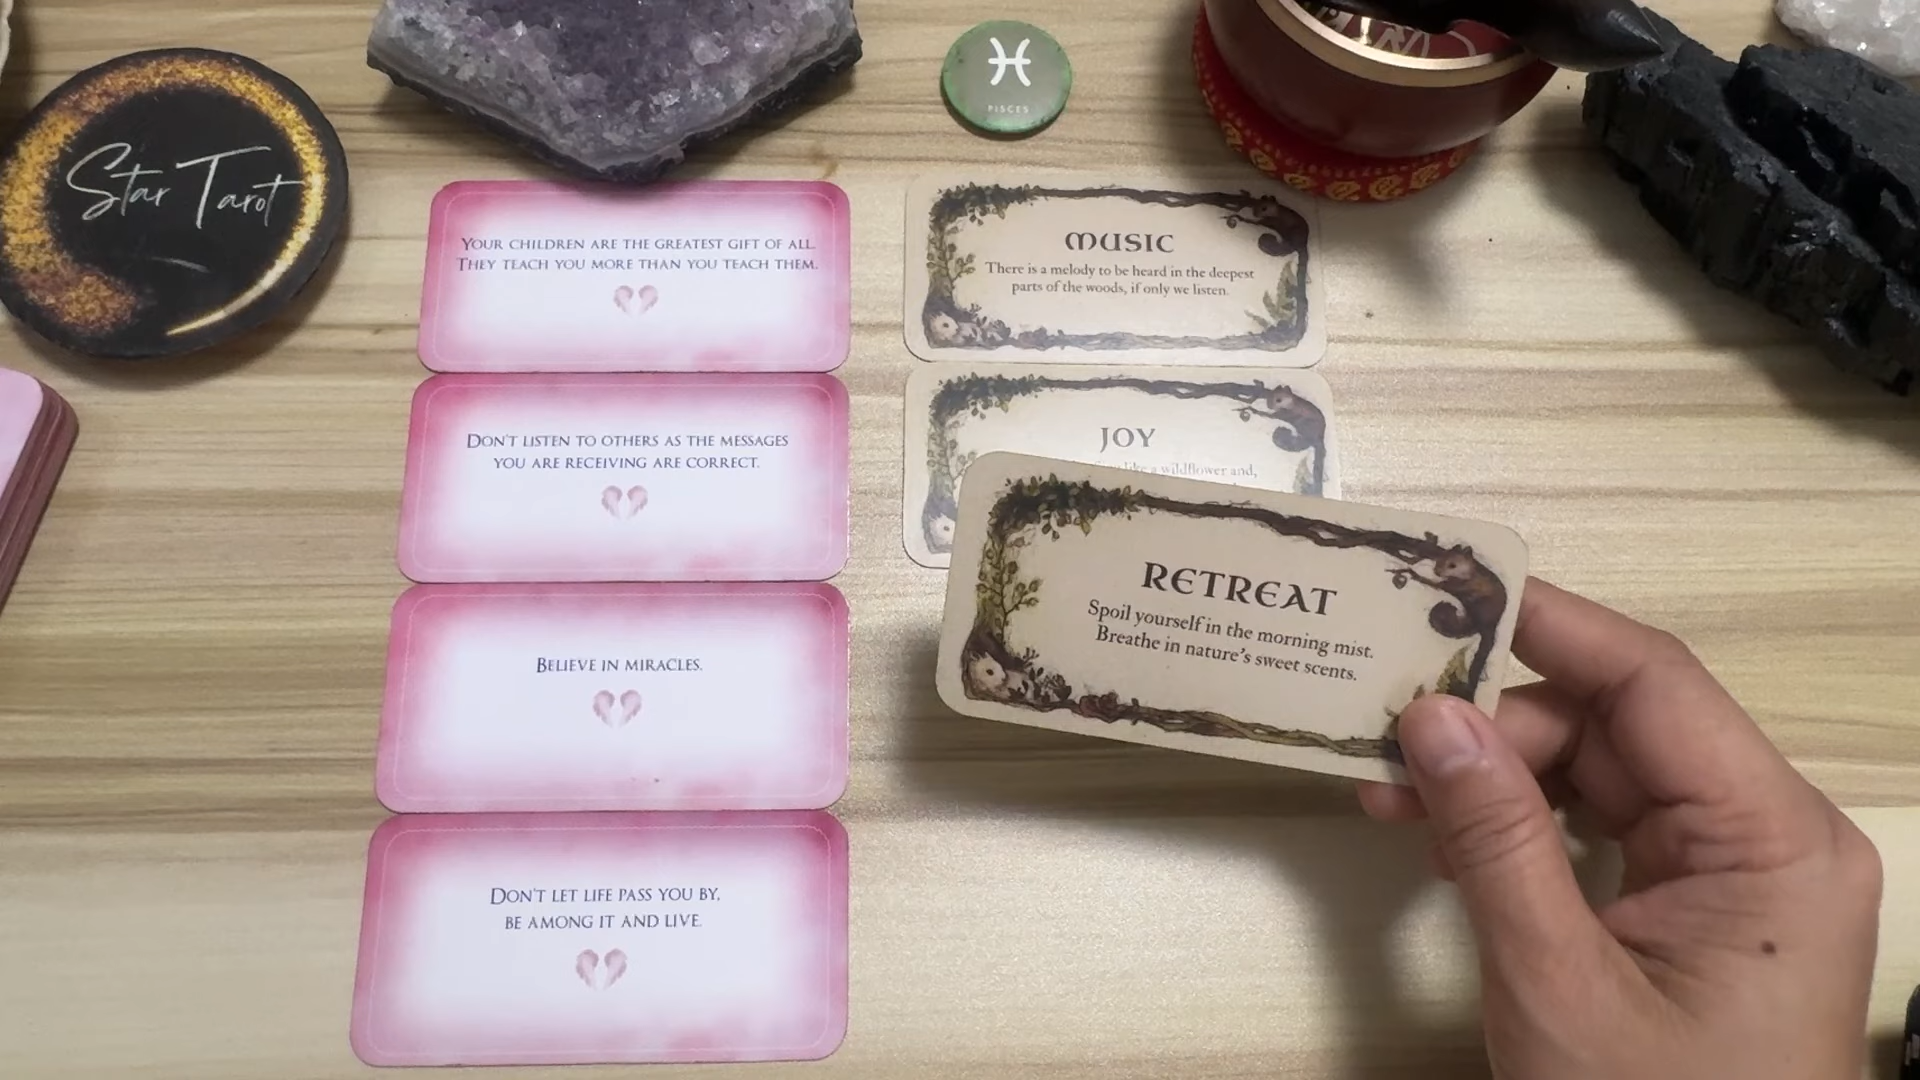 Star Tarot
PISCES
YOUR CHILDREN ARE THE GREATEST GIFT OF ALL.
THEY TEACH YOU MORE THAN YOU TEACH THEM.
DON'T LISTEN TO OTHERS AS THE MESSAGES
YOU ARE RECEIVING ARE CORRECT.
BELIEVE IN MIRACLES.
DON'T LET LIFE PASS YOU BY,
BE AMONG IT AND LIVE.
MUSIC
There is a melody to be heard in the deepest
parts of the woods, if only we listen.
JOY
like a wildflower and,
RETREAT
Spoil yourself in the morning mist.
Breathe in nature's sweet scents.